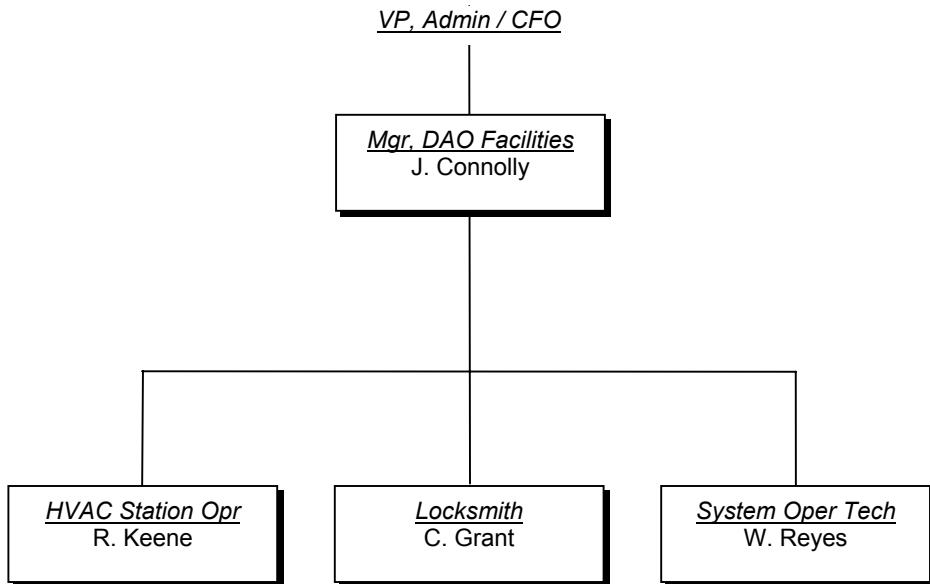 VP, Admin / CFO
Mgr, DAO Facilities
J. Connolly
HVAC Station Opr
R. Keene
Locksmith
C. Grant
System Oper Tech
W. Reyes